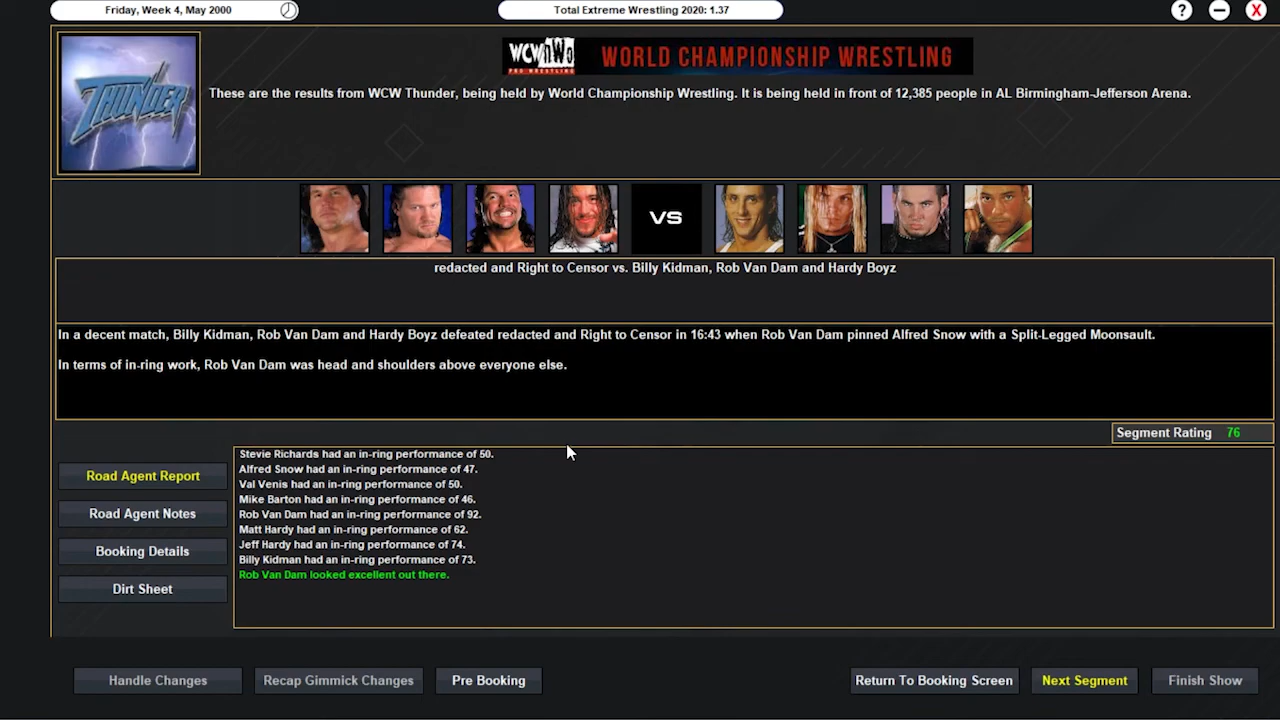 Friday, Week 4, May 2000
Total Extreme Wrestling 2020: 1.37
?
X
THUNDER
WCW nWo
PRO WRESTLING
WORLD CHAMPIONSHIP WRESTLING
These are the results from WCW Thunder, being held by World Championship Wrestling. It is being held in front of 12,385 people in AL Birmingham-Jefferson Arena.
VS
redacted and Right to Censor vs. Billy Kidman, Rob Van Dam and Hardy Boyz
In a decent match, Billy Kidman, Rob Van Dam and Hardy Boyz defeated redacted and Right to Censor in 16:43 when Rob Van Dam pinned Alfred Snow with a Split-Legged Moonsault.
In terms of in-ring work, Rob Van Dam was head and shoulders above everyone else.
Segment Rating 76
Road Agent Report
Road Agent Notes
Booking Details
Dirt Sheet
Stevie Richards had an in-ring performance of 50.
Alfred Snow had an in-ring performance of 47.
Val Venis had an in-ring performance of 50.
Mike Barton had an in-ring performance of 46.
Rob Van Dam had an in-ring performance of 92.
Matt Hardy had an in-ring performance of 62.
Jeff Hardy had an in-ring performance of 74.
Billy Kidman had an in-ring performance of 73.
Rob Van Dam looked excellent out there.
Handle Changes
Recap Gimmick Changes
Pre Booking
Return To Booking Screen
Next Segment
Finish Show